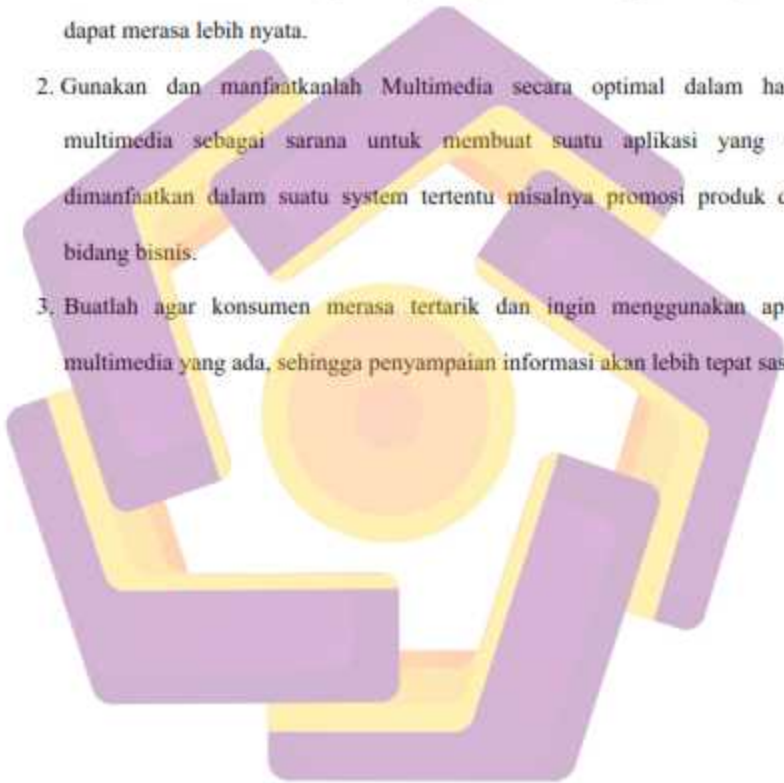 dapat merasa lebih nyata.
2. Gunakan dan manfaatkanlah Multimedia secara optimal dalam
multimedia sebagai sarana untuk membuat suatu aplikasi yang
dimanfaatkan dalam suatu system tertentu misalnya promosi produk
bidang bisnis.
3. Buatlah agar konsumen merasa tertarik dan ingin menggunakan
multimedia yang ada, sehingga penyampaian informasi akan lebih tepat